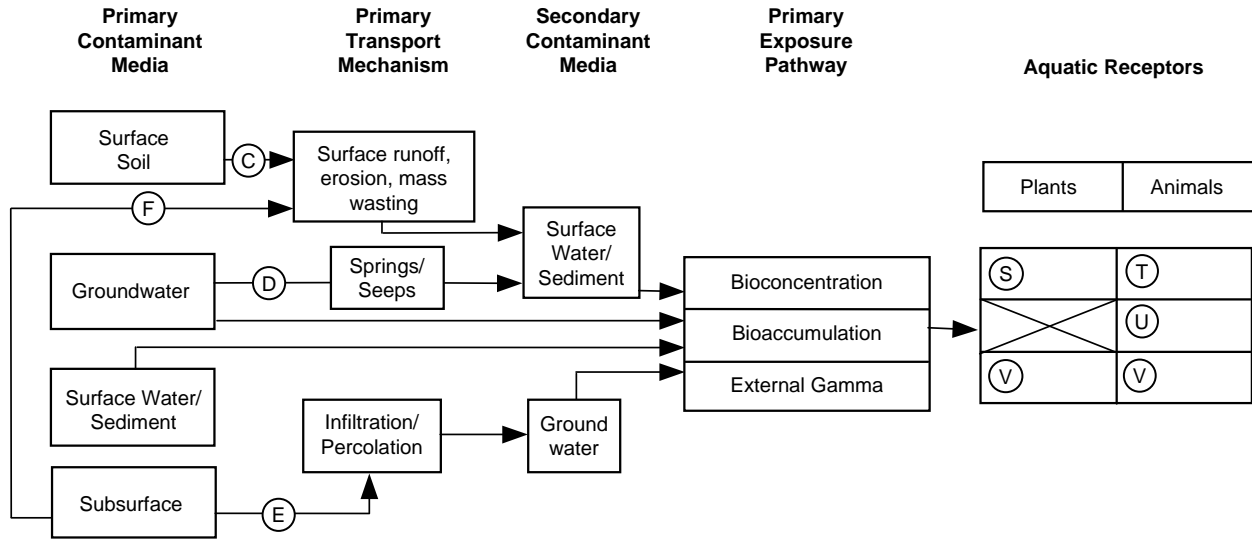 Primary
Contaminant
Media
Primary
Transport
Mechanism
Secondary
Contaminant
Media
Primary
Exposure
Pathway
Aquatic Receptors
Surface
Soil
C
Surface runoff,
erosion, mass
wasting
Plants
Animals
F
Surface
Water/
Sediment
Groundwater
D
Springs/
Seeps
Bioconcentration
S
T
Bioaccumulation
U
External Gamma
V
V
Surface Water/
Sediment
Infiltration/
Percolation
Ground
water
Subsurface
E